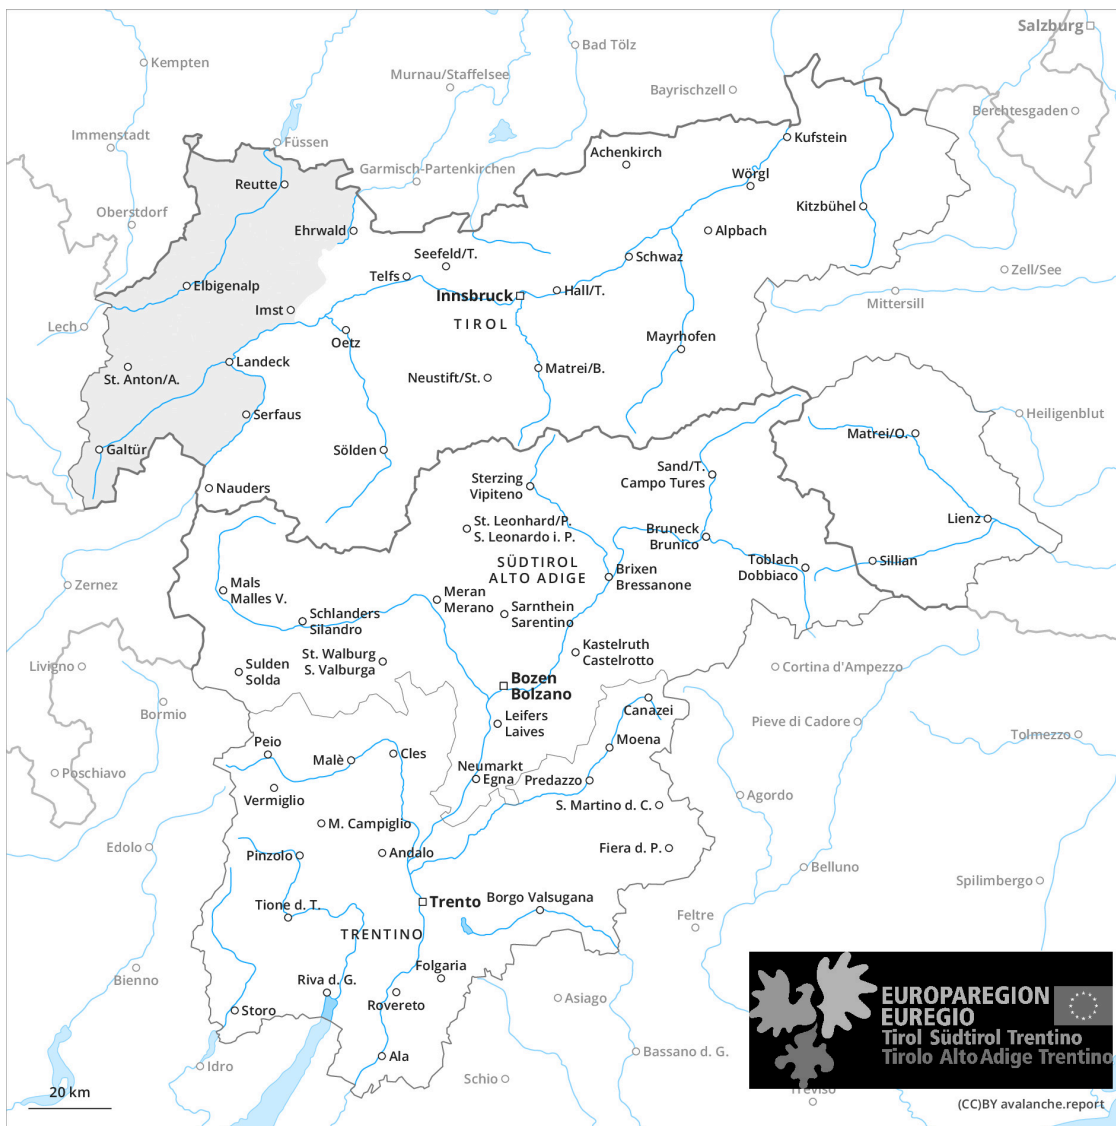 Salzburg
Bad Tölz
Kempten
Murnau/Staffelsee
Bayrischzell
Berchtesgaden
Immenstadt
Füssen
Kufstein
Achenkirch
Garmisch-Partenkirchen
Wörgl
Reutte
Kitzbühel
Oberstdorf
Ehrwald
Alpbach
Seefeld/T.
Schwaz
Zell/See
Telfs
Elbigenalp
Innsbruck
Hall/T.
Mittersill
Imst
TIROL
Lech
Oetz
Mayrhofen
Landeck
Matrei/B.
St. Anton/A.
Neustift/St.
Serfaus
Heiligenblut
Matrei/O.
Galtür
Sölden
Sand/T.
Campo Tures
Sterzing
Vipiteno
Nauders
Lienz
St. Leonhard/P.
S. Leonardo i. P.
Bruneck
Brunico
SÜDTIROL
ALTO ADIGE
Toblach
Dobbiaco
Sillian
Brixen
Bressanone
Zernez
Mals
Malles V.
Meran
Merano
Sarnthein
Sarentino
Schlanders
Silandro
Kastelruth
Castelrotto
St. Walburg
S. Valburga
Livigno
Sulden
Solda
Cortina d'Ampezzo
Bozen
Bolzano
Canazei
Bormio
Leifers
Laives
Pieve di Cadore
Tolmezzo
Peio
Moena
Malè
Cles
Neumarkt
Egna
Predazzo
Poschiavo
Vermiglio
Agordo
S. Martino d. C.
M. Campiglio
Edolo
Fiera d. P.
Pinzolo
Andalo
Belluno
Spilimbergo
Tione d. T.
Trento
Borgo Valsugana
Feltre
TRENTINO
Folgaria
Bienno
Riva d. G.
Rovereto
Asiago
Storo
EUROPAREGION
EUREGIO
Tirol Südtirol Trentino
Tirolo Alto Adige Trentino
Ala
Idro
Bassano d. G.
Schio
Treviso
20 km
(CC)BY avalanche.report